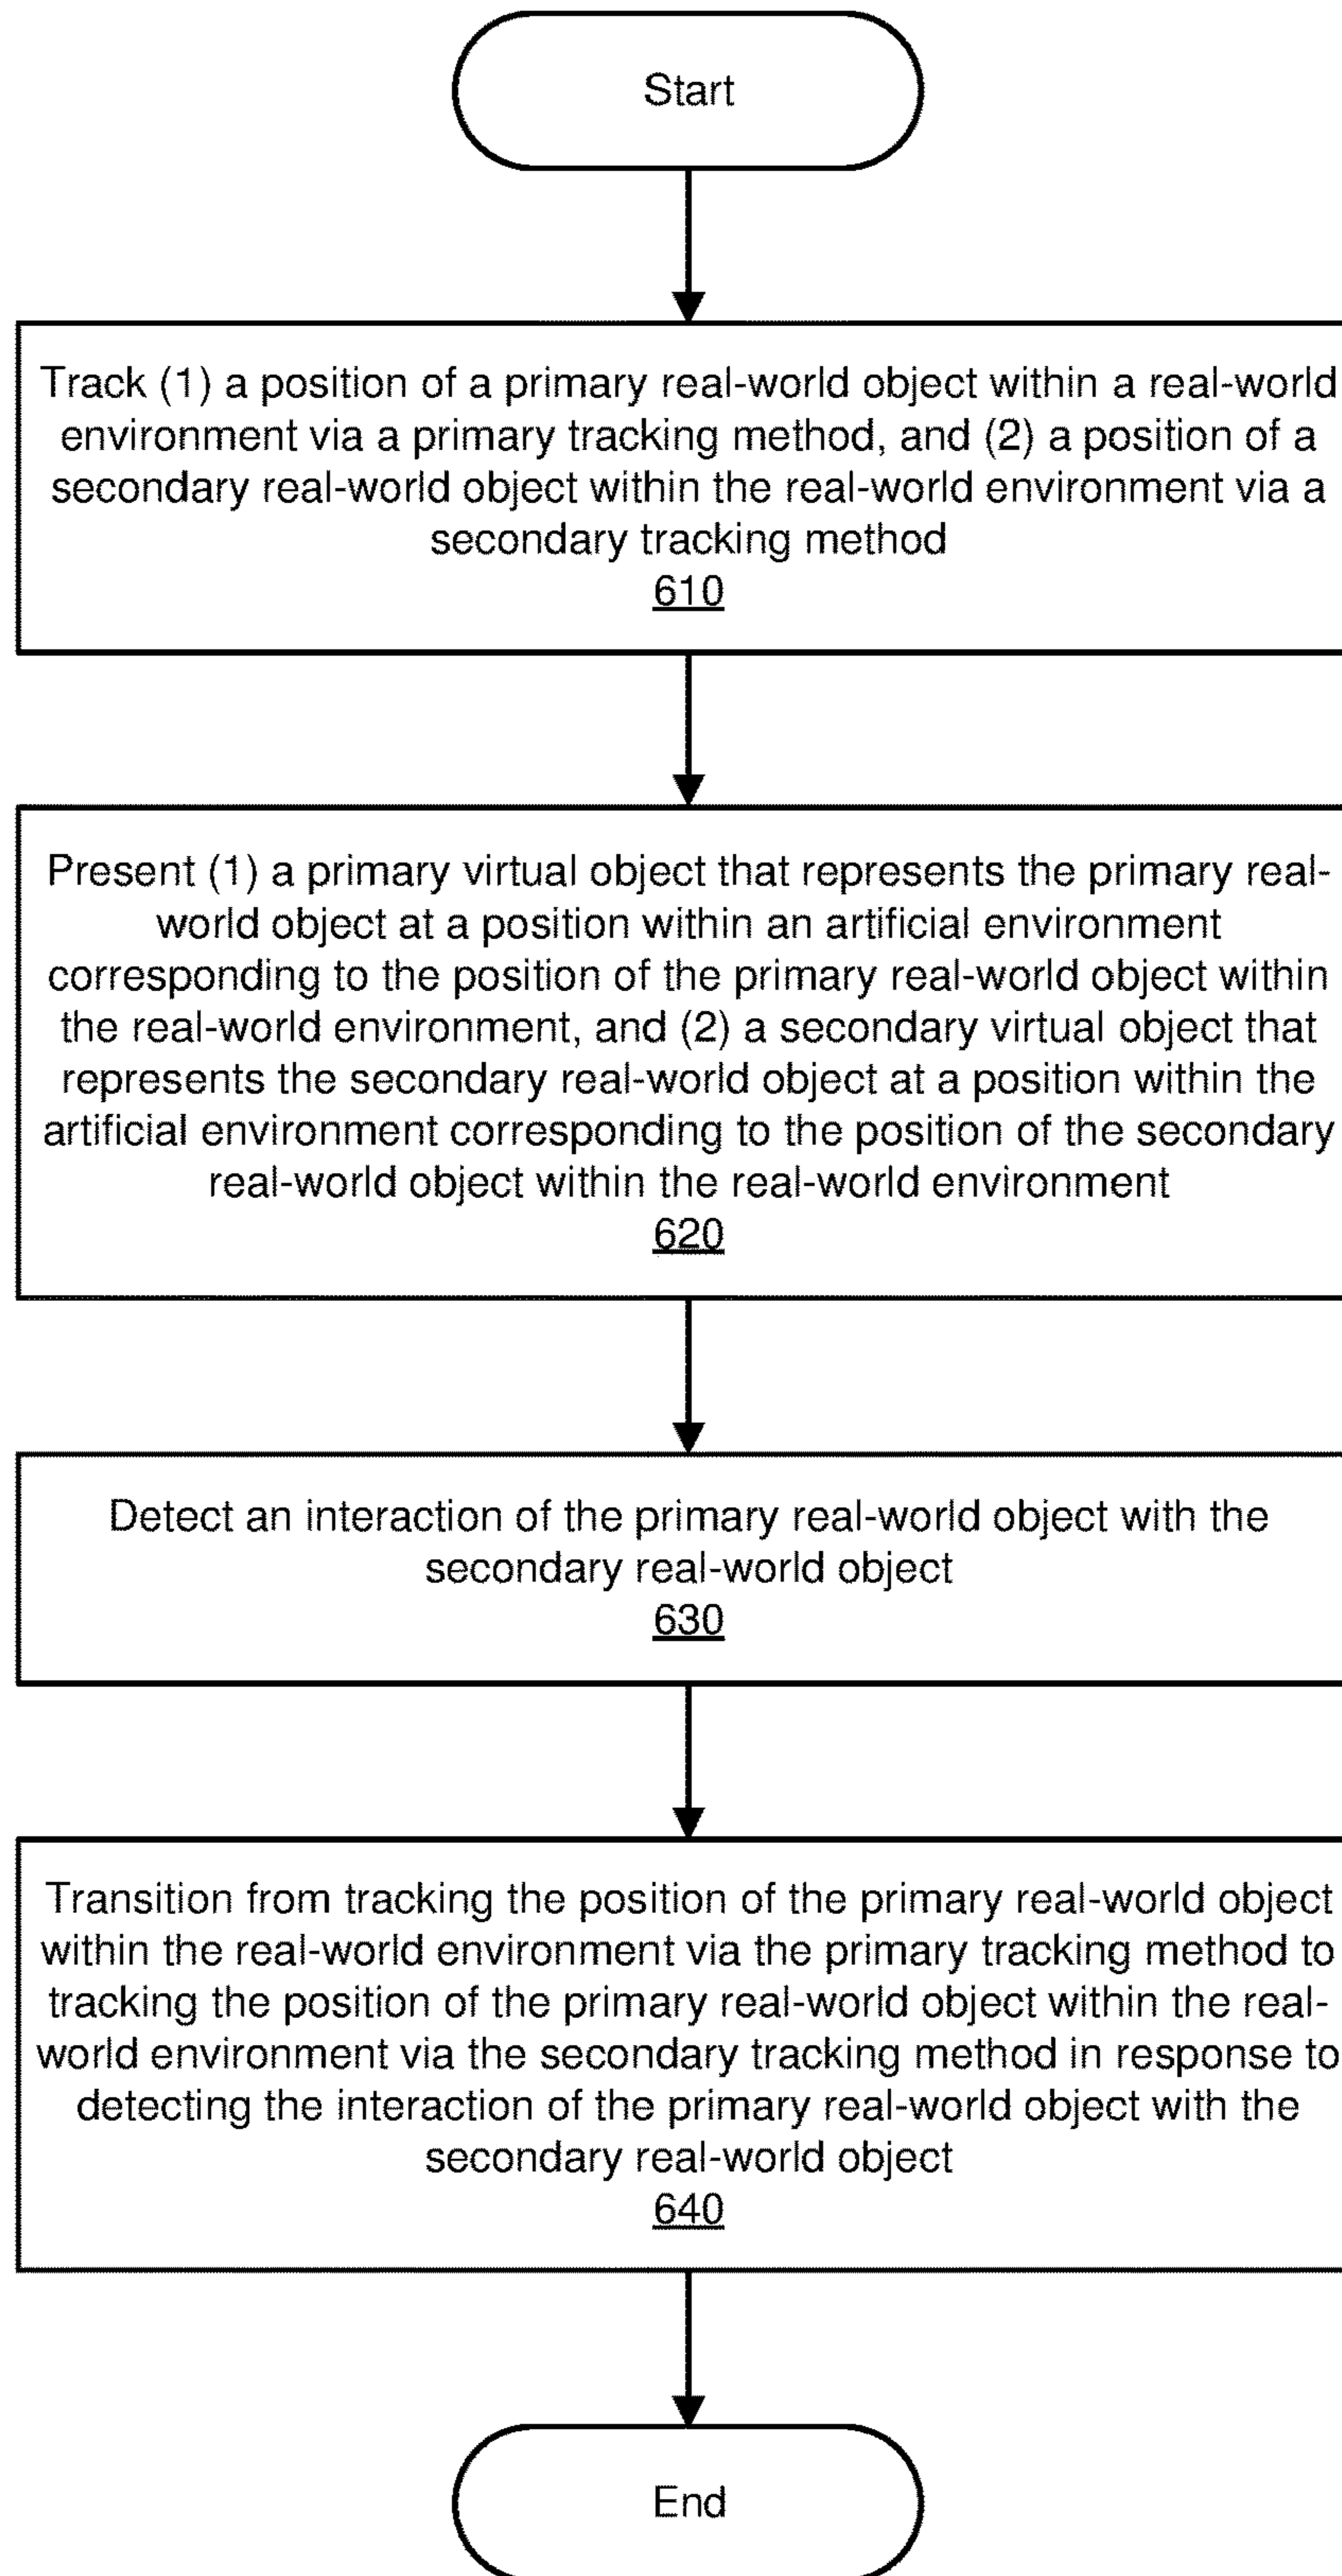 Start
Track (1) a position of a primary real-world object within a real-world
environment via a primary tracking method, and (2) a position of a
secondary real-world object within the real-world environment via a
secondary tracking method
610
Present (1) a primary virtual object that represents the primary real-
world object at a position within an artificial environment
corresponding to the position of the primary real-world object within
the real-world environment, and (2) a secondary virtual object that
represents the secondary real-world object at a position within the
artificial environment corresponding to the position of the secondary
real-world object within the real-world environment
620
Detect an interaction of the primary real-world object with the
secondary real-world object
630
Transition from tracking the position of the primary real-world object
within the real-world environment via the primary tracking method to
tracking the position of the primary real-world object within the real-
world environment via the secondary tracking method in response to
detecting the interaction of the primary real-world object with the
secondary real-world object
640
End